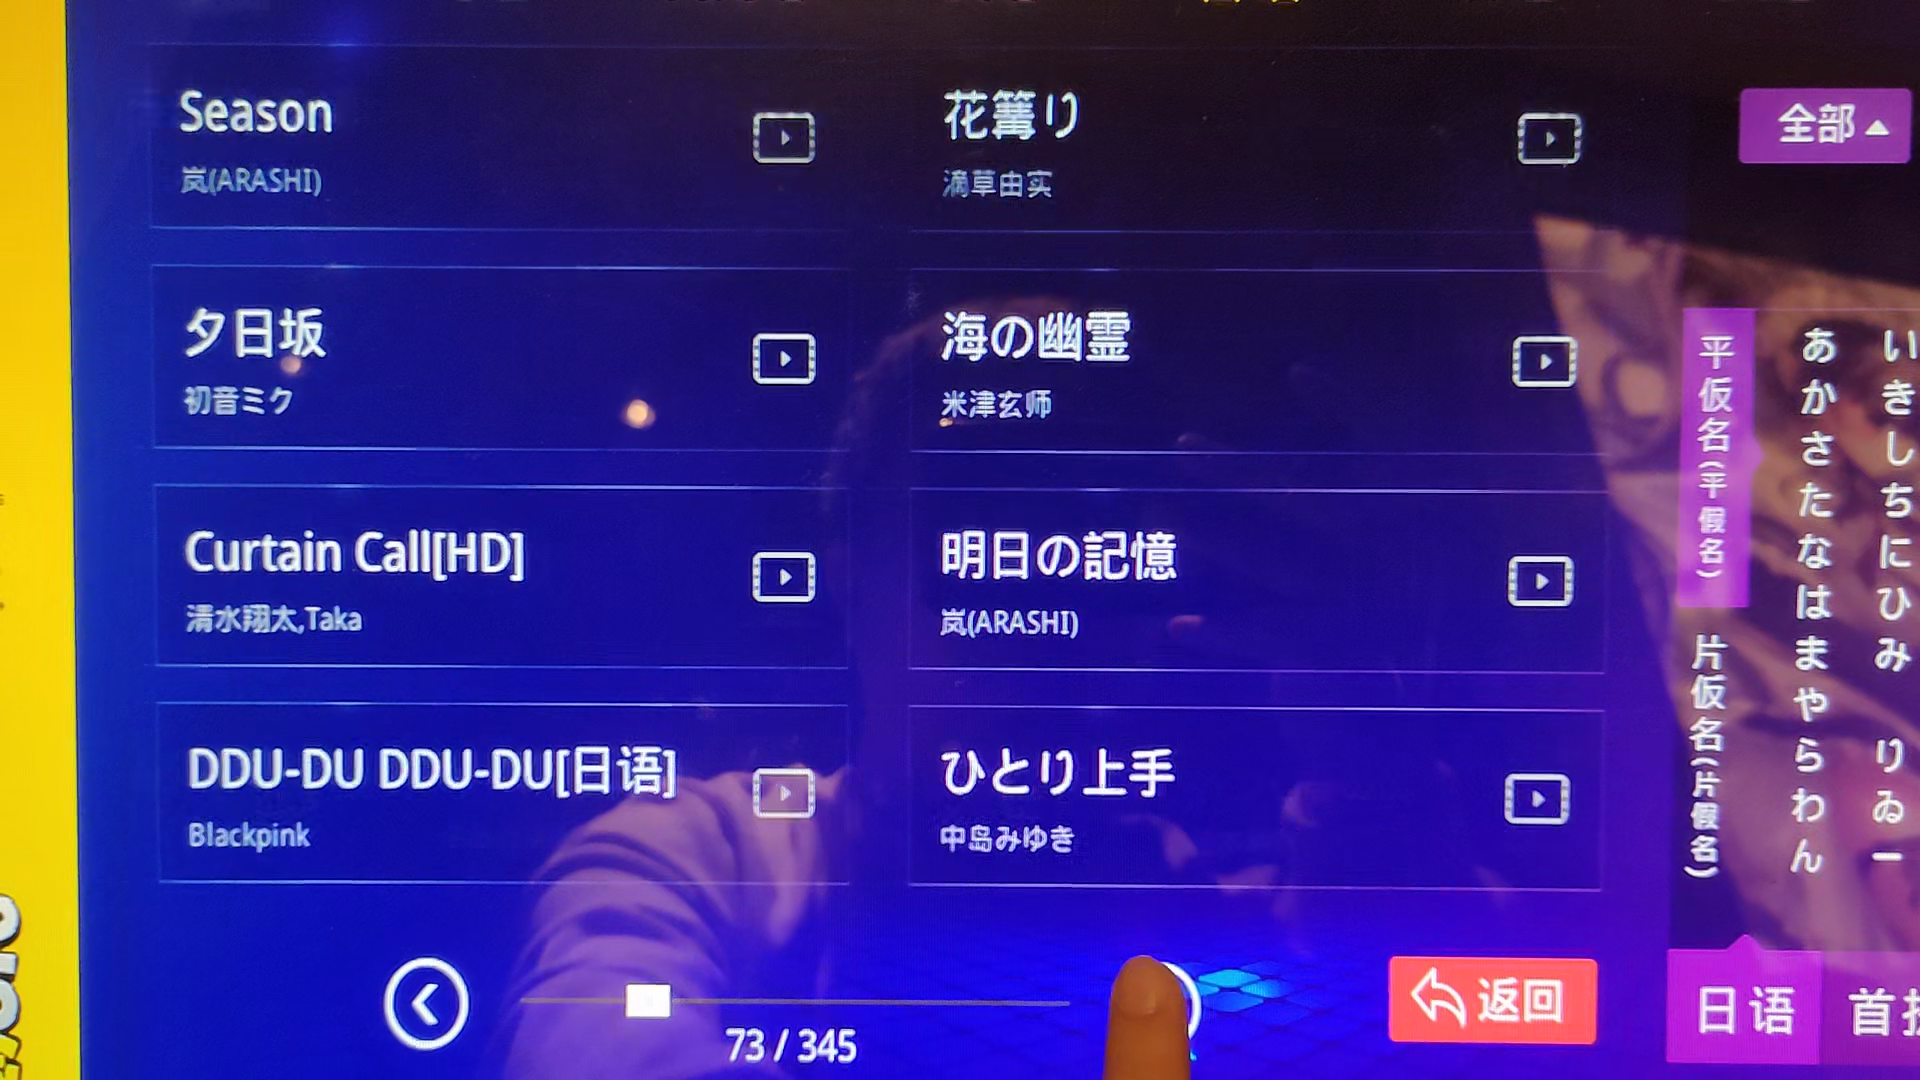 Season
岚(ARASHI)
花篝り
滴草由实
夕日坂
初音ミク
海の幽霊
米津玄师
Curtain Call[HD]
清水翔太,Taka
明日の記憶
岚(ARASHI)
DDU-DU DDU-DU[日语]
Blackpink
ひとり上手
中岛みゆき
73 / 345
返回
全部
平仮名(平假名)
片仮名(片假名)
あかさたなはまやらわん
いきしちにひみ りゐー
日语
首